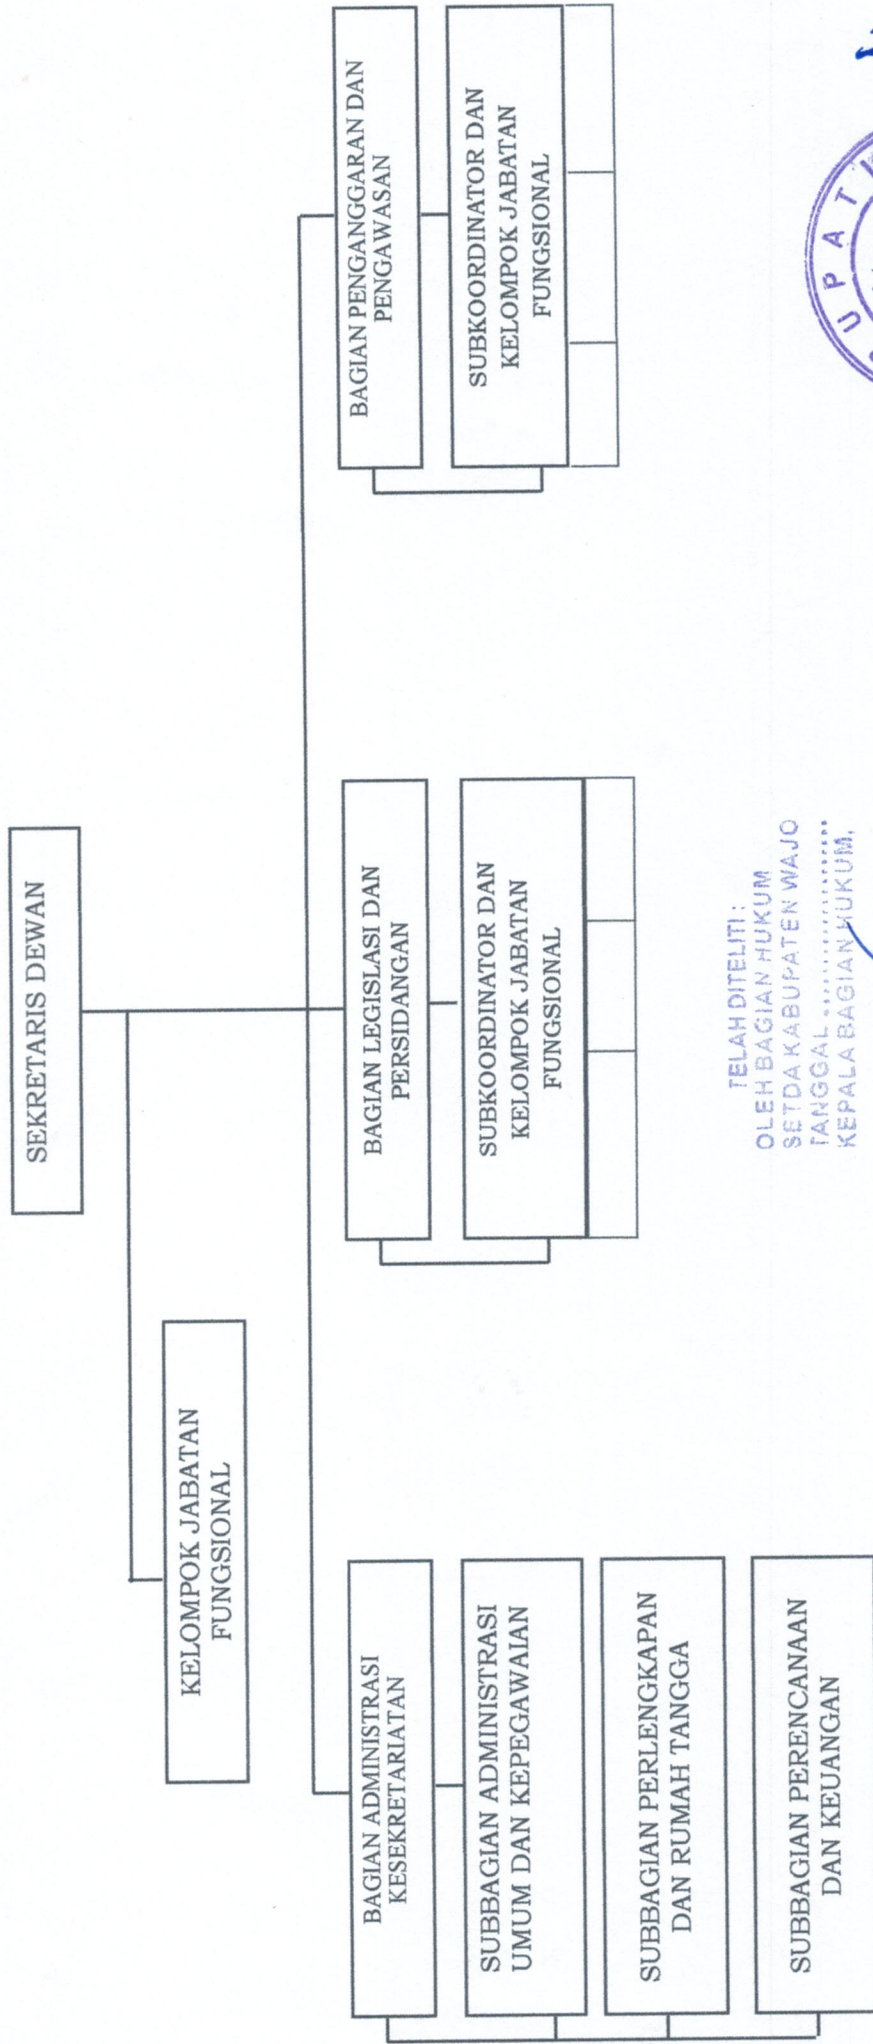 SEKRETARIS DEWAN
KELOMPOK JABATAN
FUNGSIONAL
BAGIAN ADMINISTRASI
KESEKRETARIATAN
SUBBAGIAN ADMINISTRASI
UMUM DAN KEPEGAWAIAN
SUBBAGIAN PERLENGKAPAN
DAN RUMAH TANGGA
SUBBAGIAN PERENCANAAN
DAN KEUANGAN
BAGIAN LEGISLASI DAN
PERSIDANGAN
SUBKOORDINATOR DAN
KELOMPOK JABATAN
FUNGSIONAL
BAGIAN PENGANGGARAN DAN
PENGAWASAN
SUBKOORDINATOR DAN
KELOMPOK JABATAN
FUNGSIONAL
TELAH DITELITI :
OLEH BAGIAN HUKUM
SETDA KABUPATEN WAJO
TANGGAL ..................
KEPALA BAGIAN HUKUM,
UPATI